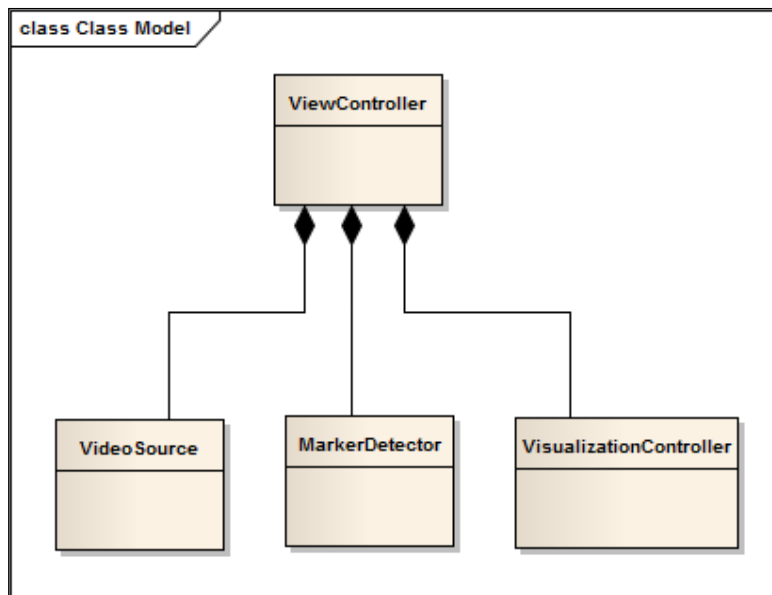 class Class Model
ViewController
VideoSource
MarkerDetector
VisualizationController